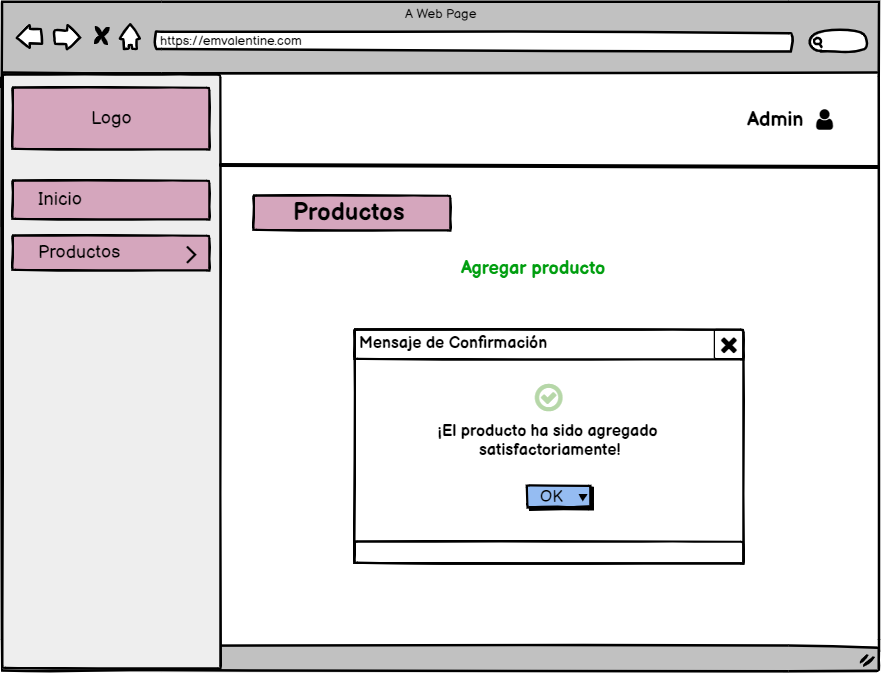 A Web Page
https://emvalentine.com
Logo
Admin
Inicio
Productos
Productos
Agregar producto
Mensaje de Confirmación
¡El producto ha sido agregado
satisfactoriamente!
OK